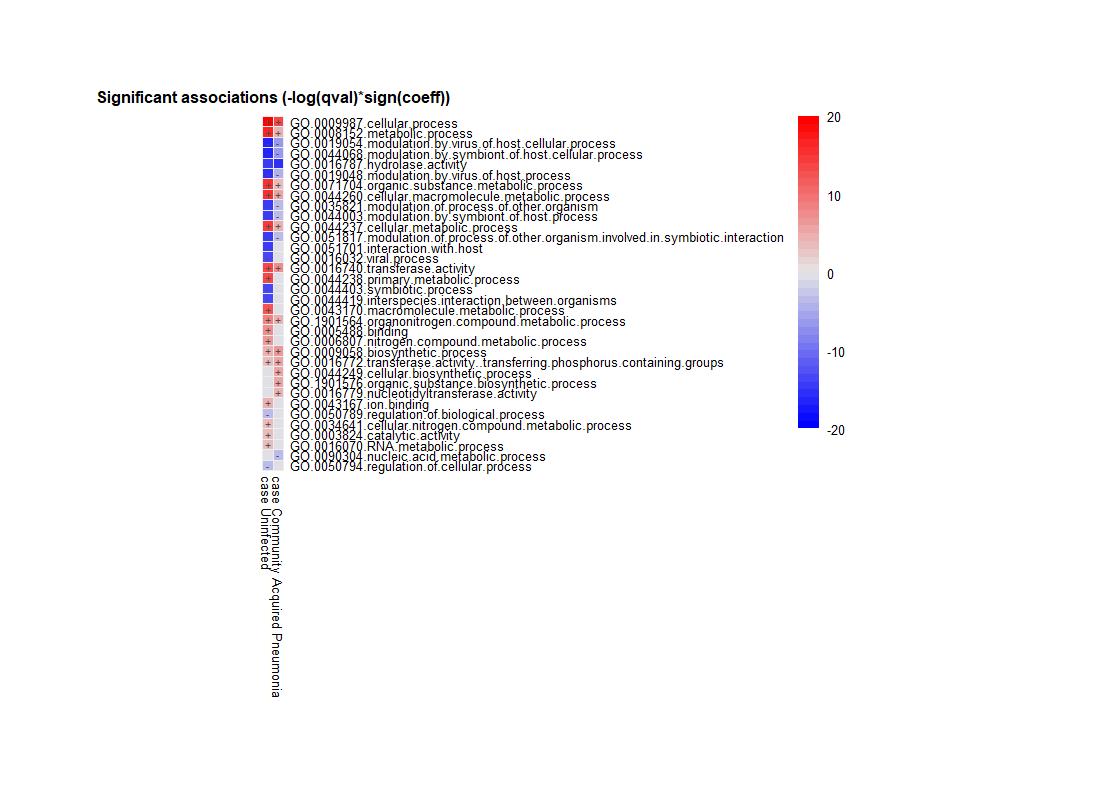 Significant associations (-log(qval)*sign(coeff))
GO.0009987.cellular.process
GO.0008152.metabolic.process
GO.0019054.modulation.by.virus.of.host.cellular.process
GO.0044068.modulation.by.symbiont.of.host.cellular.process
GO.0016787.hydrolase.activity
GO.0019048.modulation.by.virus.of.host.process
GO.0071704.organic.substance.metabolic.process
GO.0044260.cellular.macromolecule.metabolic.process
GO.0035821.modulation.of.process.of.other.organism
GO.0044003.modulation.by.symbiont.of.host.process
GO.0044237.cellular.metabolic.process
GO.0051817.modulation.of.process.of.other.organism.involved.in.symbiotic.interaction
GO.0051701.interaction.with.host
GO.0016032.viral.process
GO.0016740.transferase.activity
GO.0044238.primary.metabolic.process
GO.0044403.symbiotic.process
GO.0044419.interspecies.interaction.between.organisms
GO.0043170.macromolecule.metabolic.process
GO.1901564.organonitrogen.compound.metabolic.process
GO.0005488.binding
GO.0006807.nitrogen.compound.metabolic.process
GO.0009058.biosynthetic.process
GO.0016772.transferase.activity..transferring.phosphorus.containing.groups
GO.0044249.cellular.biosynthetic.process
GO.1901576.organic.substance.biosynthetic.process
GO.0016779.nucleotidyltransferase.activity
GO.0043167.ion.binding
GO.0050789.regulation.of.biological.process
GO.0034641.cellular.nitrogen.compound.metabolic.process
GO.0003824.catalytic.activity
GO.0016070.RNA.metabolic.process
GO.0090304.nucleic.acid.metabolic.process
GO.0050794.regulation.of.cellular.process
case Uninfected
case Community Acquired Pneumonia
20
10
0
-10
-20